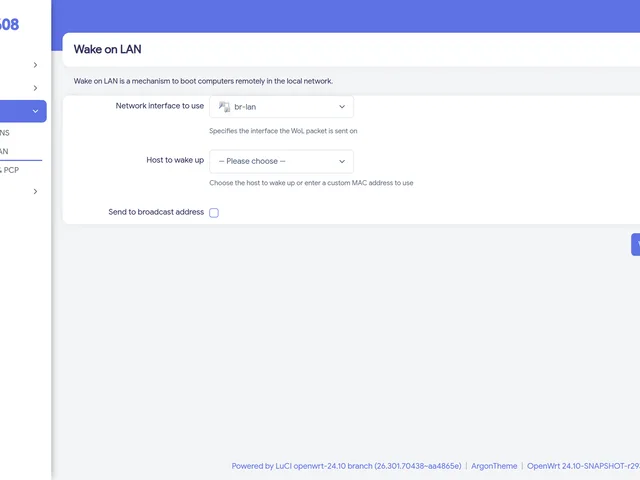 608
Wake on LAN
Wake on LAN is a mechanism to boot computers remotely in the local network.
Network interface to use
br-lan
Specifies the interface the WoL packet is sent on
Host to wake up
-- Please choose --
Choose the host to wake up or enter a custom MAC address to use
Send to broadcast address
NS
AN
& PCP
Powered by LuCI openwrt-24.10 branch (26.301.70438~aa4865e) | ArgonTheme | OpenWrt 24.10-SNAPSHOT-r29